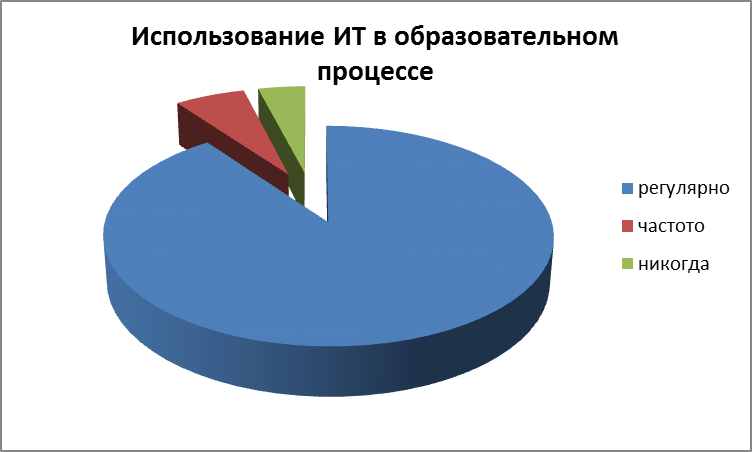 Использование ИТ в образовательном
процессе
регулярно
частото
никогда